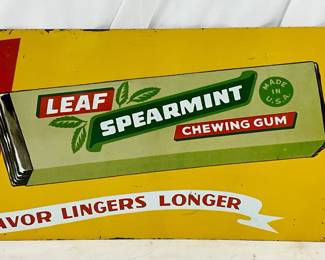 LEAF
SPEARMINT
MADE IN U.S.A.
CHEWING GUM
AVOR LINGERS LONGER